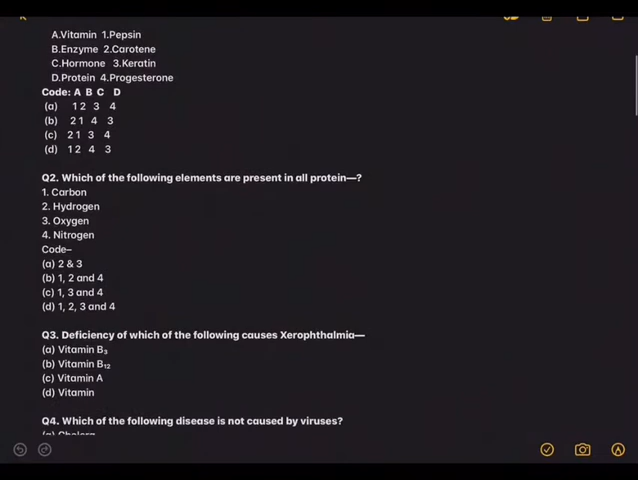 A.Vitamin 1.Pepsin
B.Enzyme 2.Carotene
C.Hormone 3.Keratin
D.Protein 4.Progesterone
Code: A B C D
(a) 1 2 3 4
(b) 2 1 4 3
(c) 2 1 3 4
(d) 1 2 4 3
Q2. Which of the following elements are present in all protein—?
1. Carbon
2. Hydrogen
3. Oxygen
4. Nitrogen
Code–
(a) 2 & 3
(b) 1, 2 and 4
(c) 1, 3 and 4
(d) 1, 2, 3 and 4
Q3. Deficiency of which of the following causes Xerophthalmia—
(a) Vitamin B₃
(b) Vitamin B₁₂
(c) Vitamin A
(d) Vitamin
Q4. Which of the following disease is not caused by viruses?
(a) Cholera